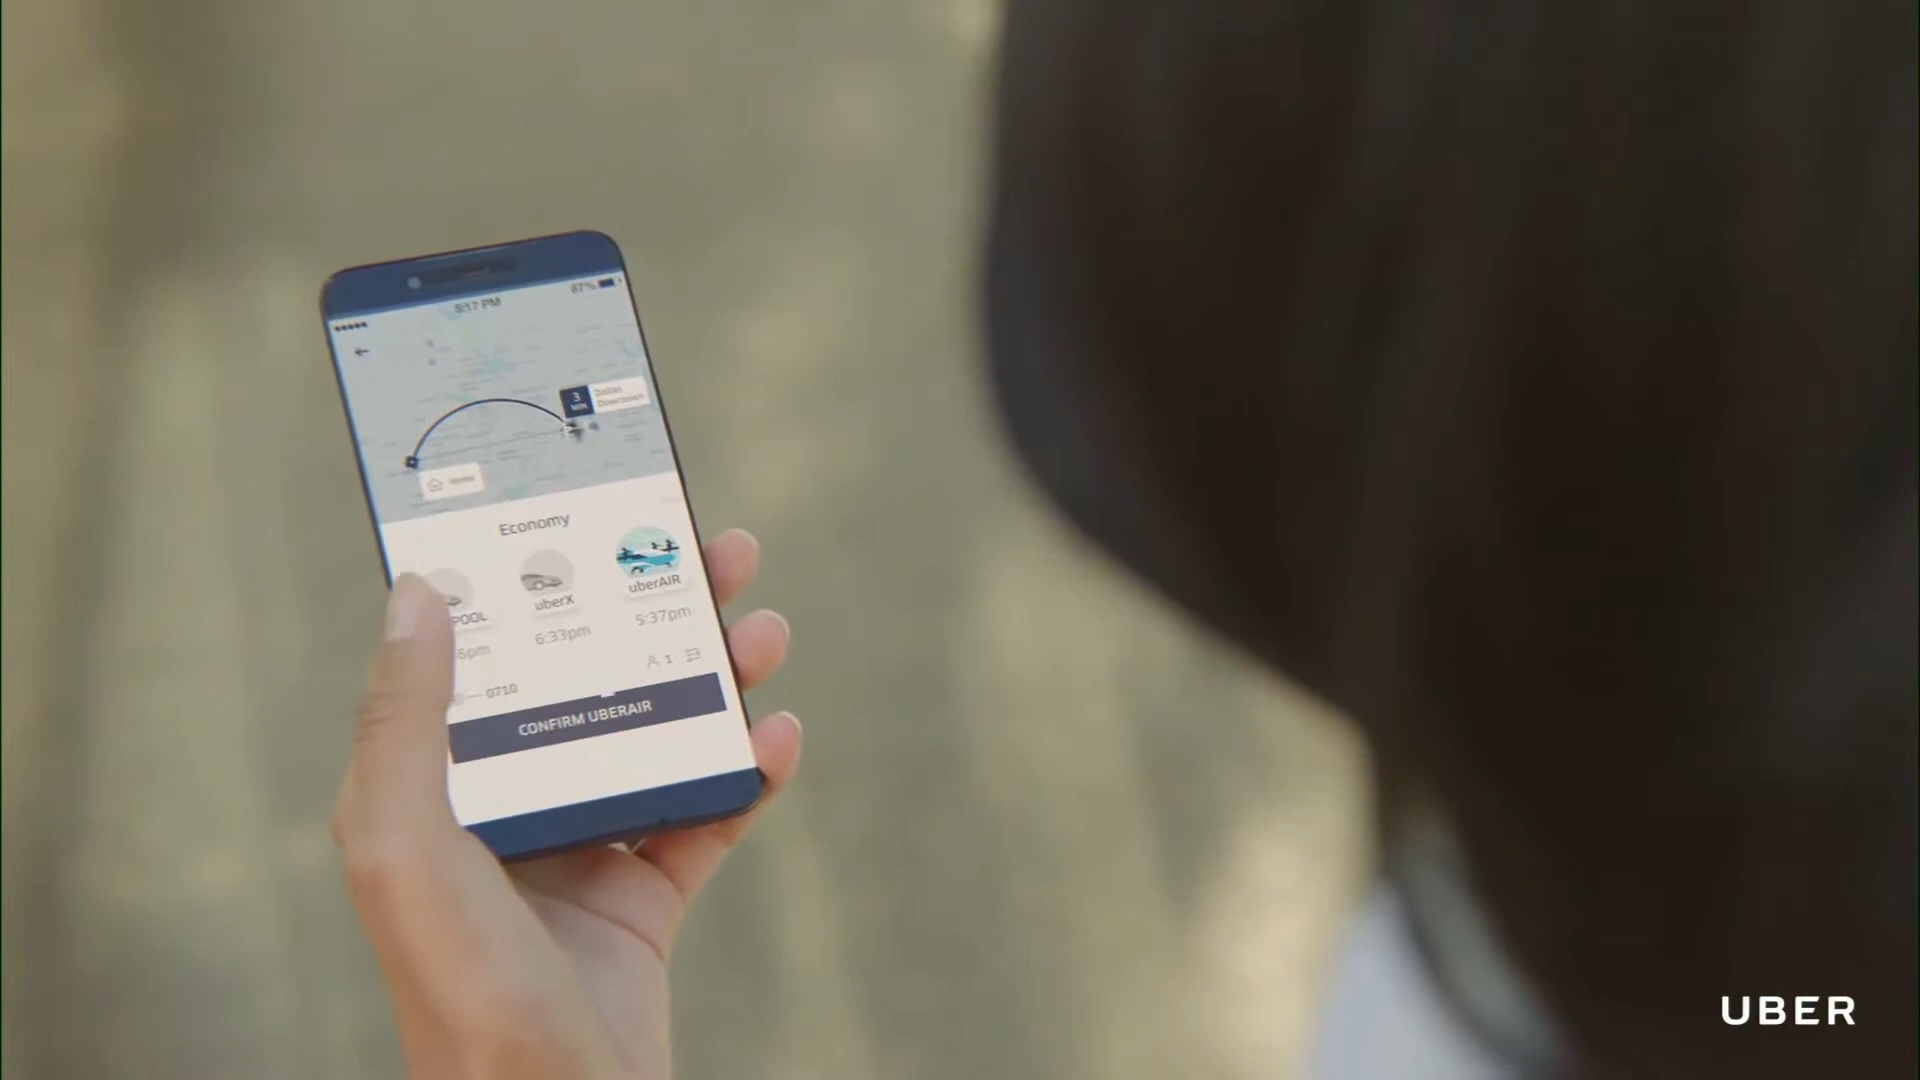 87%
5:17 PM
3
MIN
Dallas
Downtown
Home
Economy
POOL
uberX
uberAIR
6pm
6:33pm
5:37pm
1
0710
CONFIRM UBERAIR
UBER